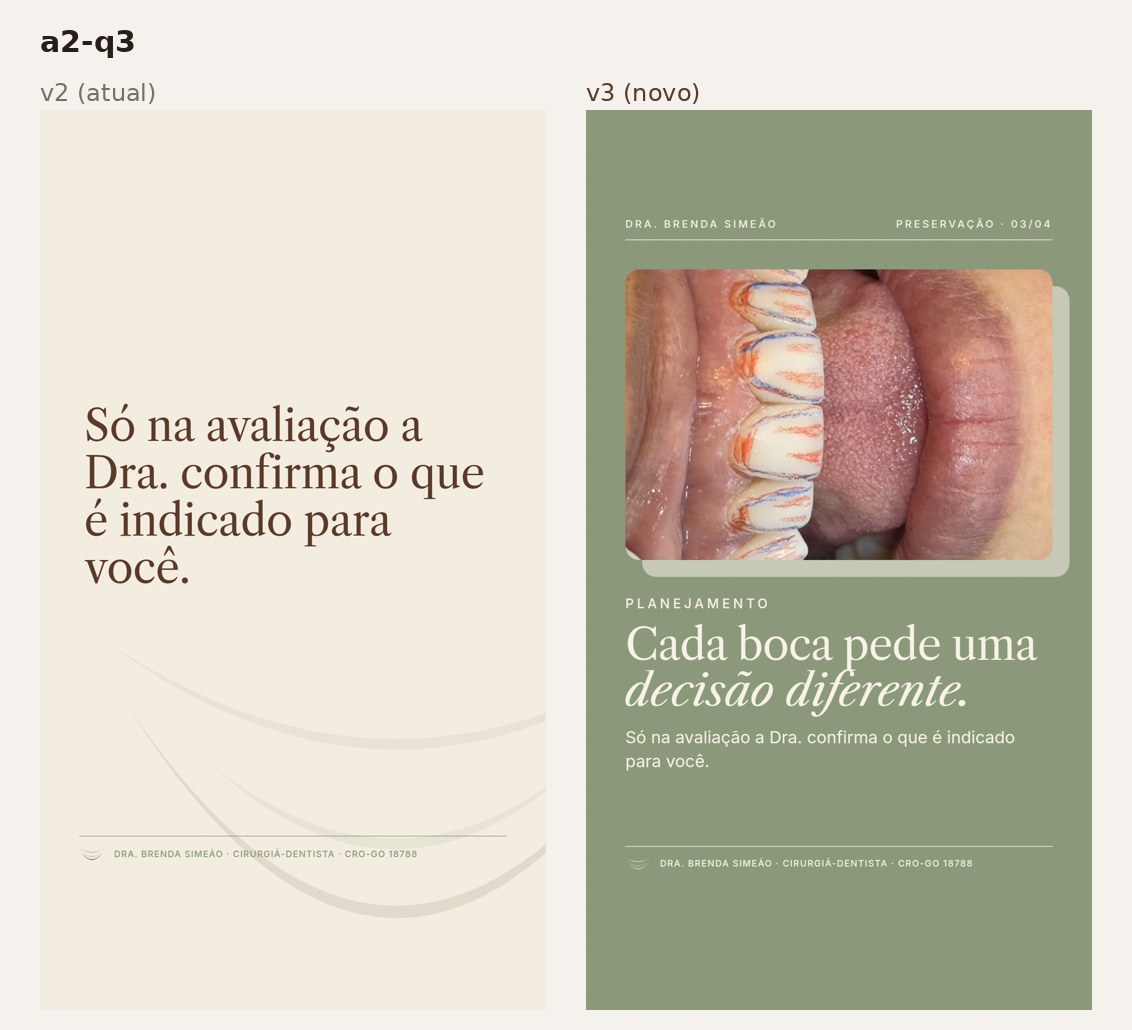 a2-q3
v2 (atual)
Só na avaliação a
Dra. confirma o que
é indicado para
você.
DRA. BRENDA SIMEÃO · CIRURGIÃ-DENTISTA · CRO-GO 18788
v3 (novo)
DRA. BRENDA SIMEÃO
PRESERVAÇÃO · 03/04
PLANEJAMENTO
Cada boca pede uma
decisão diferente.
Só na avaliação a Dra. confirma o que é indicado
para você.
DRA. BRENDA SIMEÃO · CIRURGIÃ-DENTISTA · CRO-GO 18788